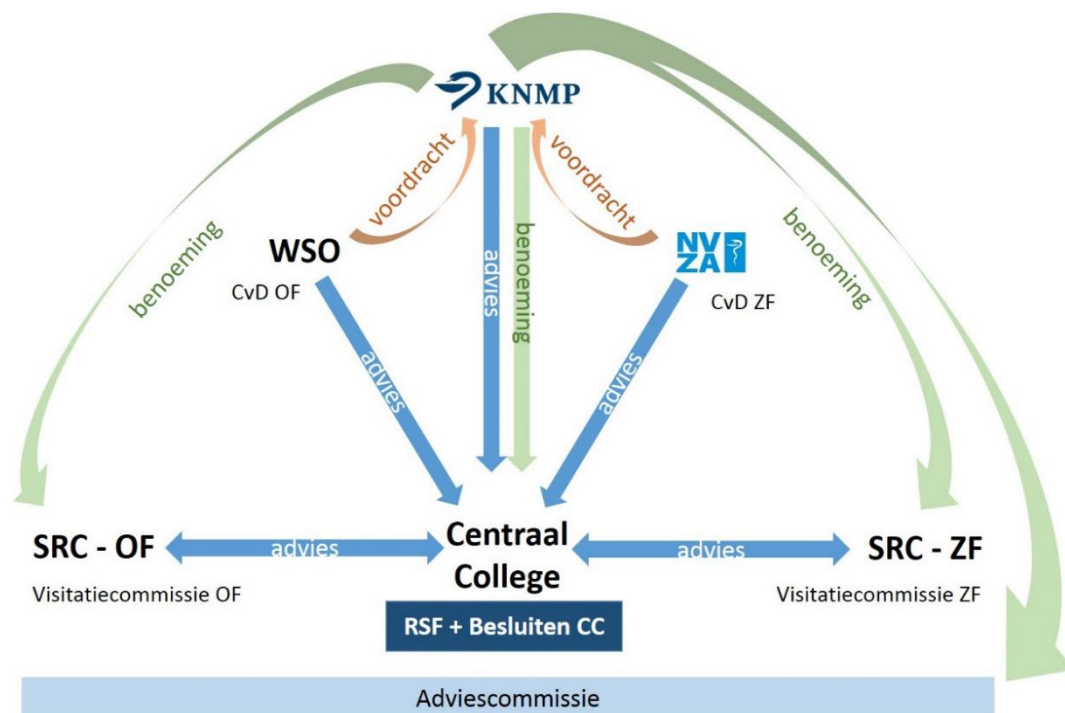 KNMP
voordracht
voordracht
benoeming
advies
benoeming
benoeming
WSO
CvD OF
NV
ZA
CvD ZF
advies
advies
SRC - OF
advies
Centraal
College
advies
SRC - ZF
Visitatiecommissie OF
Visitatiecommissie ZF
RSF + Besluiten CC
Adviescommissie